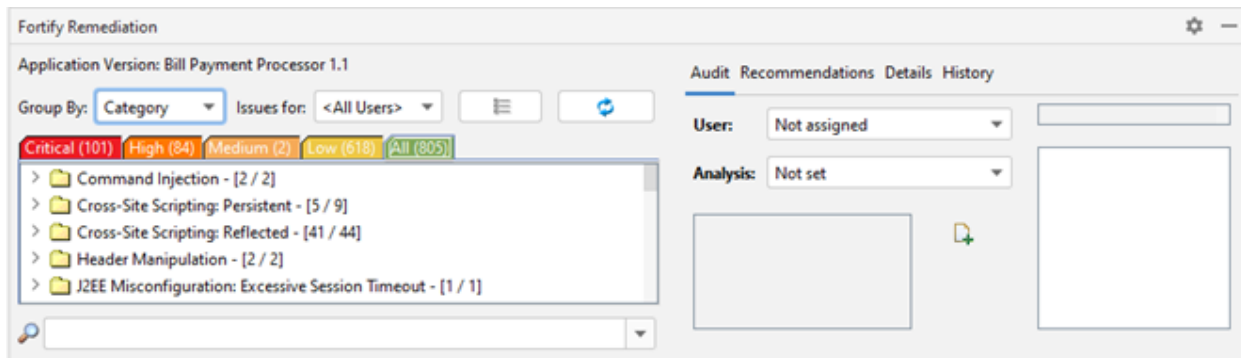 Fortify Remediation
Application Version: Bill Payment Processor 1.1
Group By: Category Issues for: <All Users>
Critical (101) High (84) Medium (2) Low (618) All (805)
Command Injection - [2 / 2]
Cross-Site Scripting: Persistent - [5 / 9]
Cross-Site Scripting: Reflected - [41 / 44]
Header Manipulation - [2 / 2]
J2EE Misconfiguration: Excessive Session Timeout - [1 / 1]
Audit Recommendations Details History
User: Not assigned
Analysis: Not set